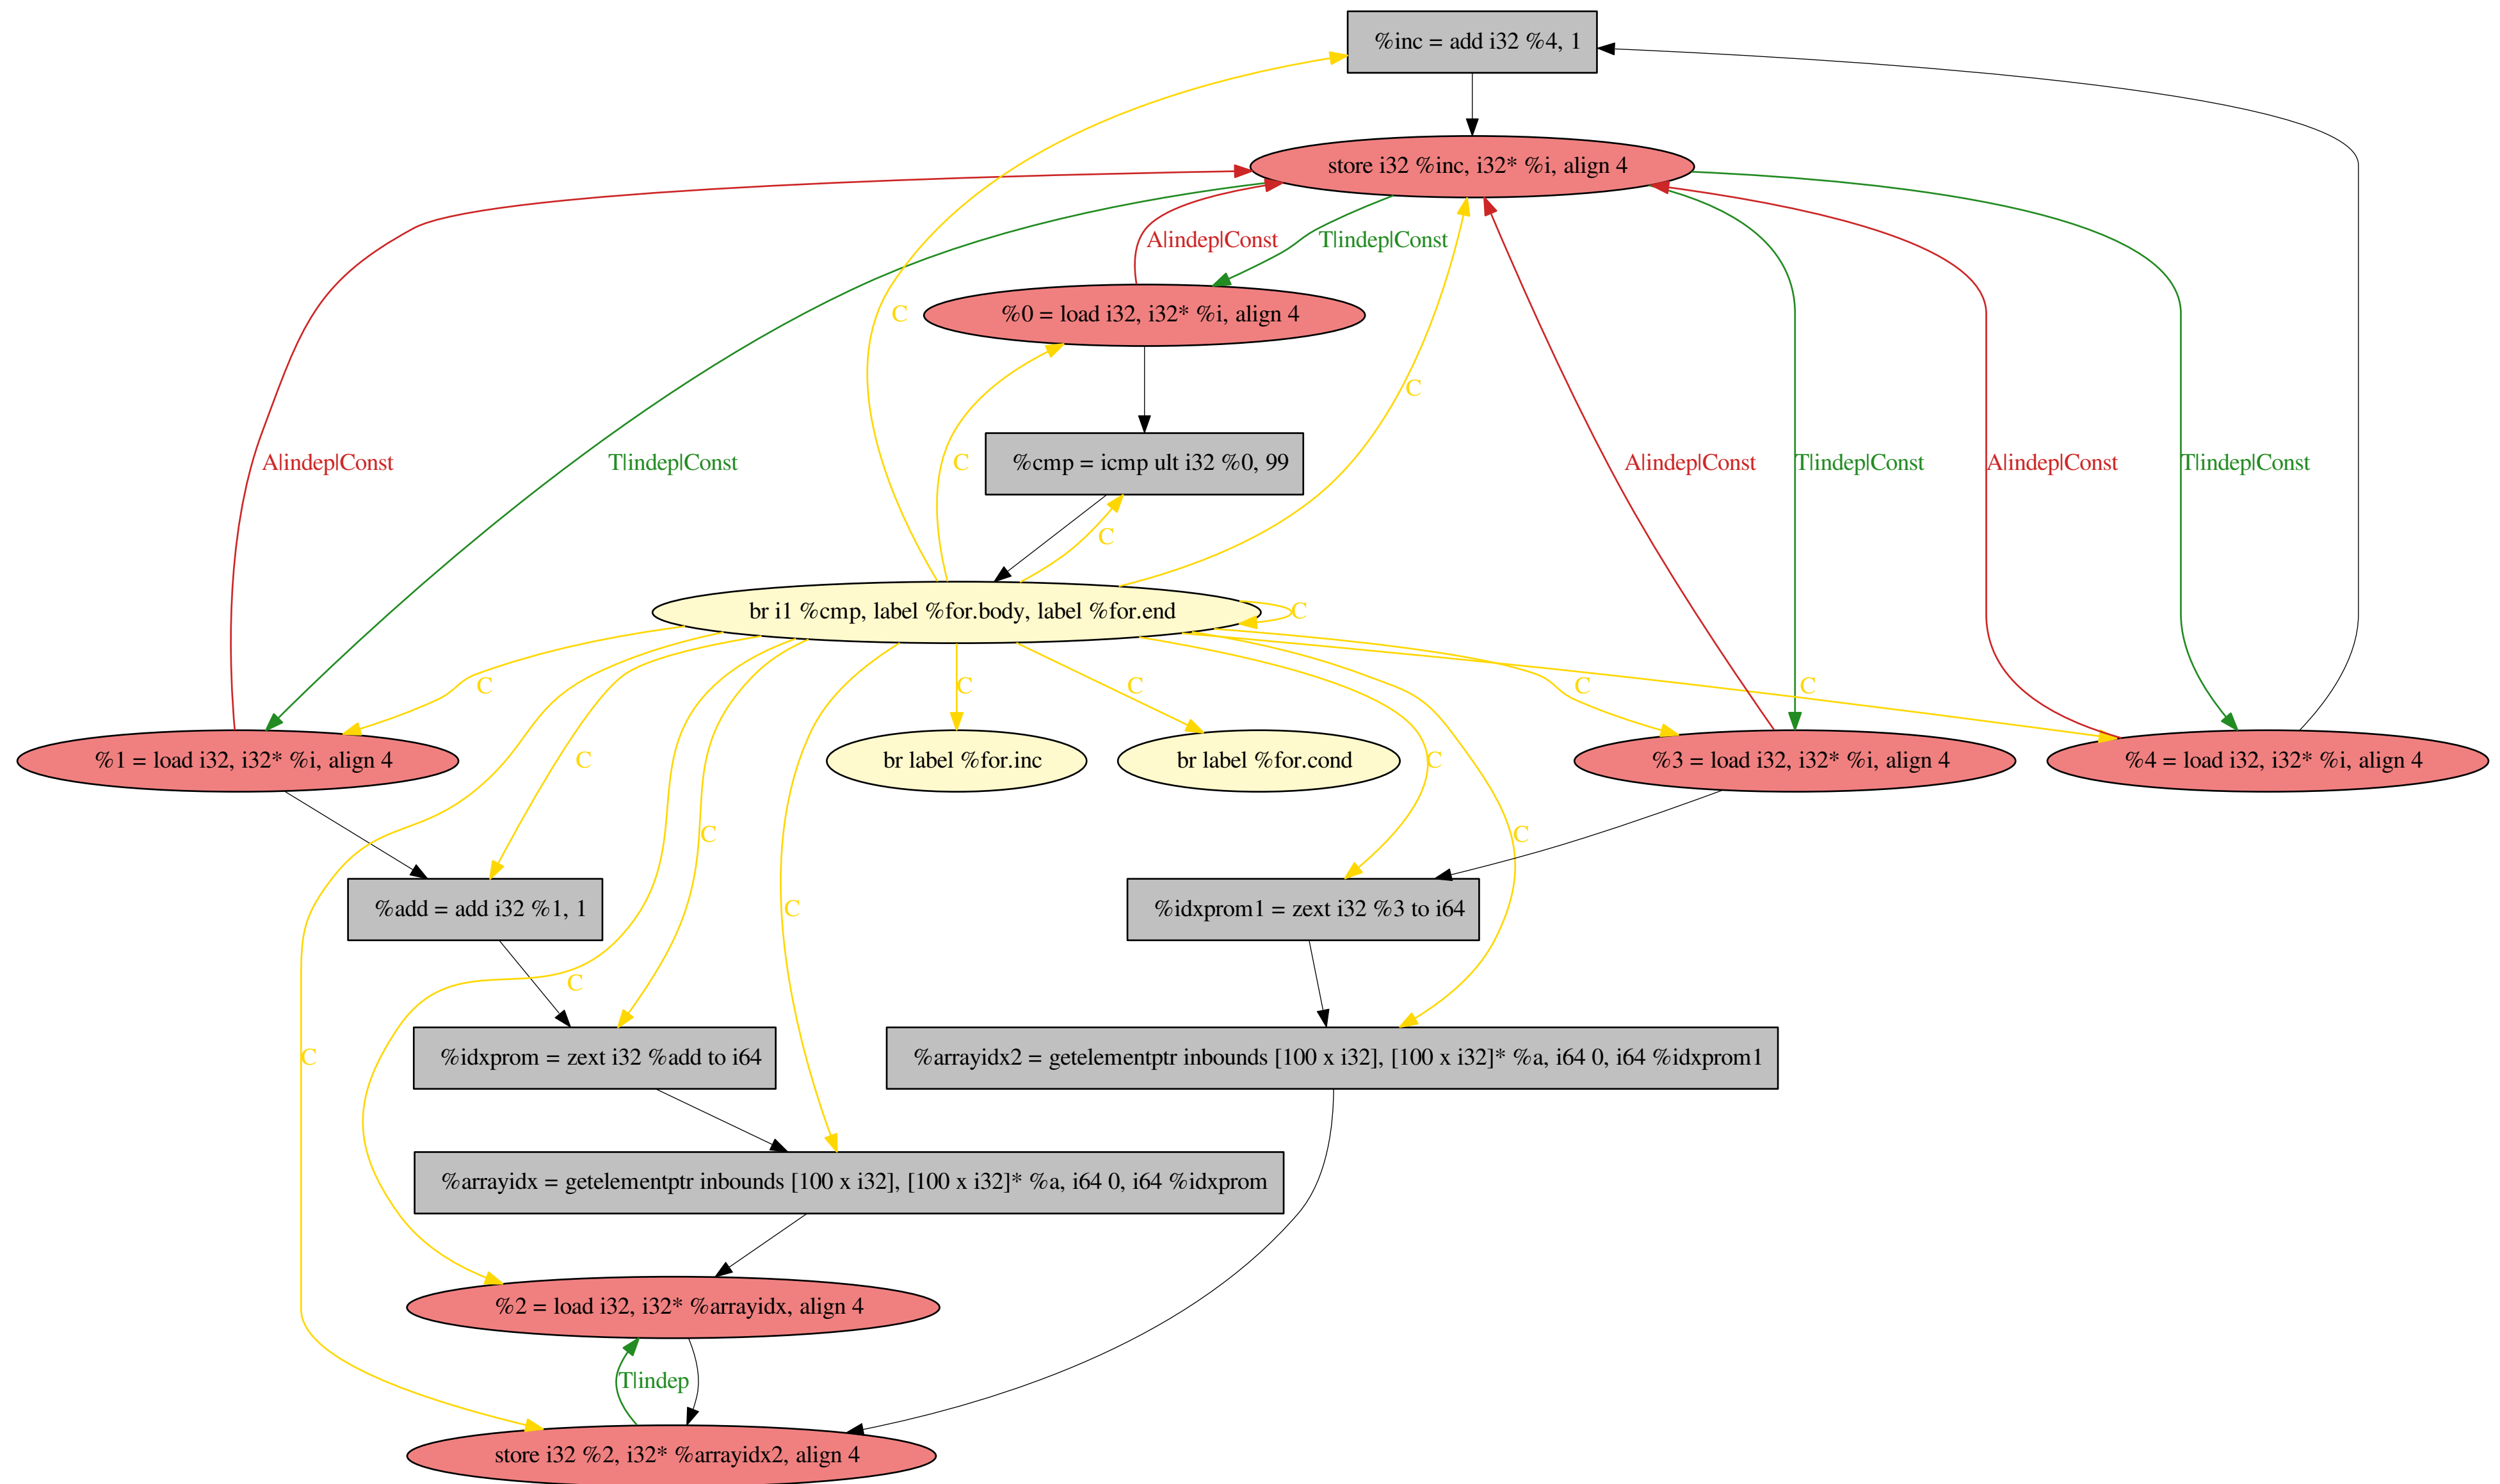 %inc = add i32 %4, 1
store i32 %inc, i32* %i, align 4
A|indep|Const
T|indep|Const
%0 = load i32, i32* %i, align 4
C
C
C
%cmp = icmp ult i32 %0, 99
A|indep|Const
T|indep|Const
A|indep|Const
T|indep|Const
A|indep|Const
T|indep|Const
C
br i1 %cmp, label %for.body, label %for.end
C
C
C
C
C
C
%1 = load i32, i32* %i, align 4
C
br label %for.inc
br label %for.cond
C
%3 = load i32, i32* %i, align 4
%4 = load i32, i32* %i, align 4
C
C
%add = add i32 %1, 1
C
%idxprom1 = zext i32 %3 to i64
C
C
%idxprom = zext i32 %add to i64
%arrayidx2 = getelementptr inbounds [100 x i32], [100 x i32]* %a, i64 0, i64 %idxprom1
%arrayidx = getelementptr inbounds [100 x i32], [100 x i32]* %a, i64 0, i64 %idxprom
%2 = load i32, i32* %arrayidx, align 4
T|indep
store i32 %2, i32* %arrayidx2, align 4